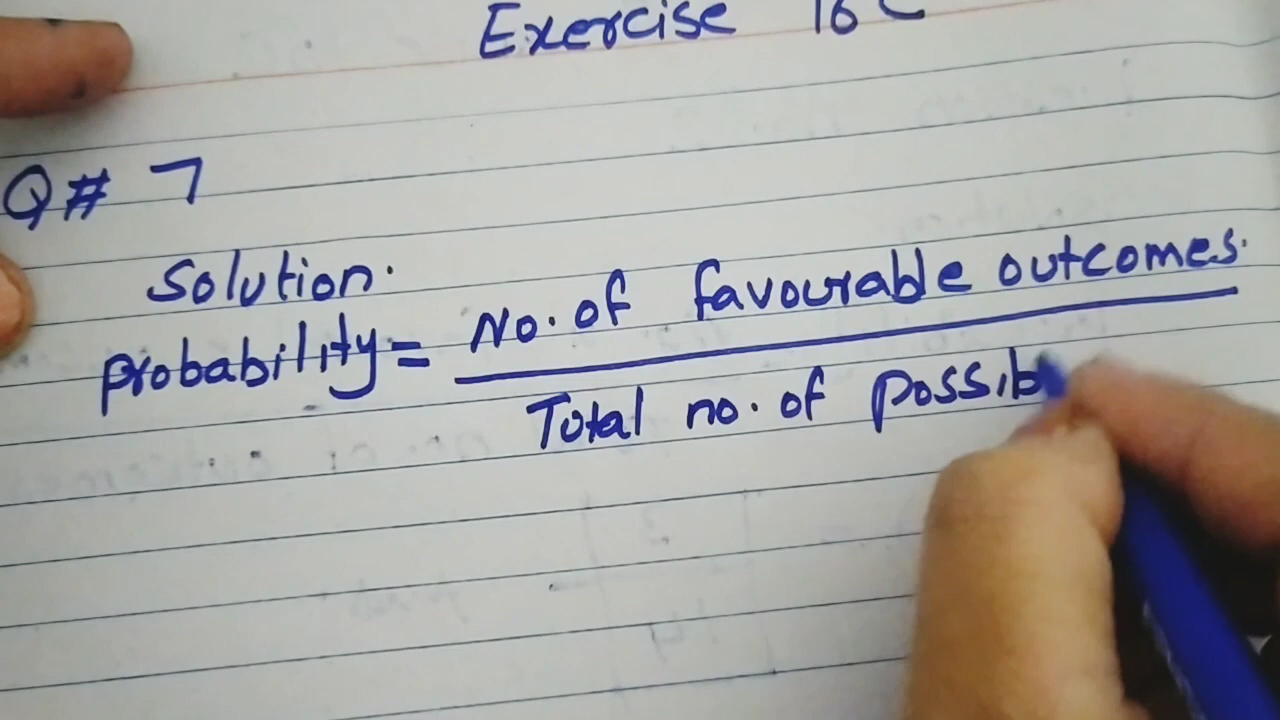 Exercise 16
Q# 7
Solution.
probability = No. of favourable outcomes.
Total no. of possib